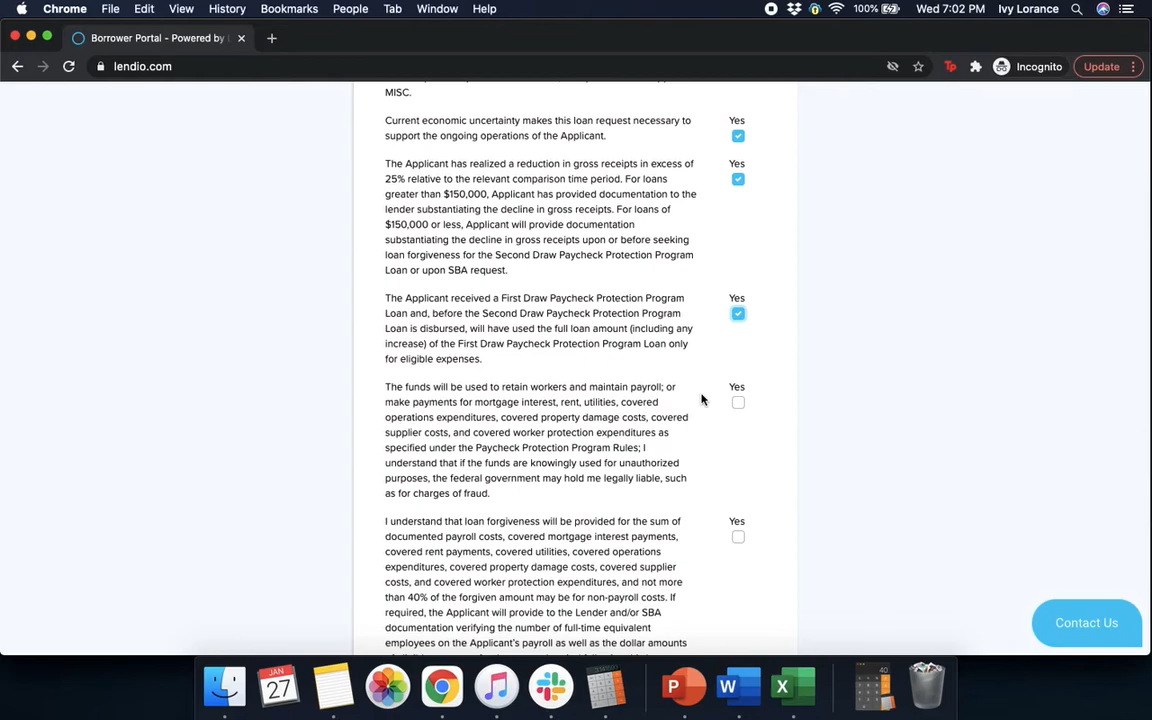 Chrome File Edit View History Bookmarks People Tab Window Help 100% Wed 7:02 PM Ivy Lorance
Borrower Portal - Powered by
lendio.com Incognito Update
MISC.
Current economic uncertainty makes this loan request necessary to
support the ongoing operations of the Applicant.
Yes
The Applicant has realized a reduction in gross receipts in excess of
25% relative to the relevant comparison time period. For loans
greater than $150,000, Applicant has provided documentation to the
lender substantiating the decline in gross receipts. For loans of
$150,000 or less, Applicant will provide documentation
substantiating the decline in gross receipts upon or before seeking
loan forgiveness for the Second Draw Paycheck Protection Program
Loan or upon SBA request.
Yes
The Applicant received a First Draw Paycheck Protection Program
Loan and, before the Second Draw Paycheck Protection Program
Loan is disbursed, will have used the full loan amount (including any
increase) of the First Draw Paycheck Protection Program Loan only
for eligible expenses.
Yes
The funds will be used to retain workers and maintain payroll; or
make payments for mortgage interest, rent, utilities, covered
operations expenditures, covered property damage costs, covered
supplier costs, and covered worker protection expenditures as
specified under the Paycheck Protection Program Rules; I
understand that if the funds are knowingly used for unauthorized
purposes, the federal government may hold me legally liable, such
as for charges of fraud.
Yes
I understand that loan forgiveness will be provided for the sum of
documented payroll costs, covered mortgage interest payments,
covered rent payments, covered utilities, covered operations
expenditures, covered property damage costs, covered supplier
costs, and covered worker protection expenditures, and not more
than 40% of the forgiven amount may be for non-payroll costs. If
required, the Applicant will provide to the Lender and/or SBA
documentation verifying the number of full-time equivalent
employees on the Applicant's payroll as well as the dollar amounts
Yes
Contact Us
JAN
27
P
W
X
40